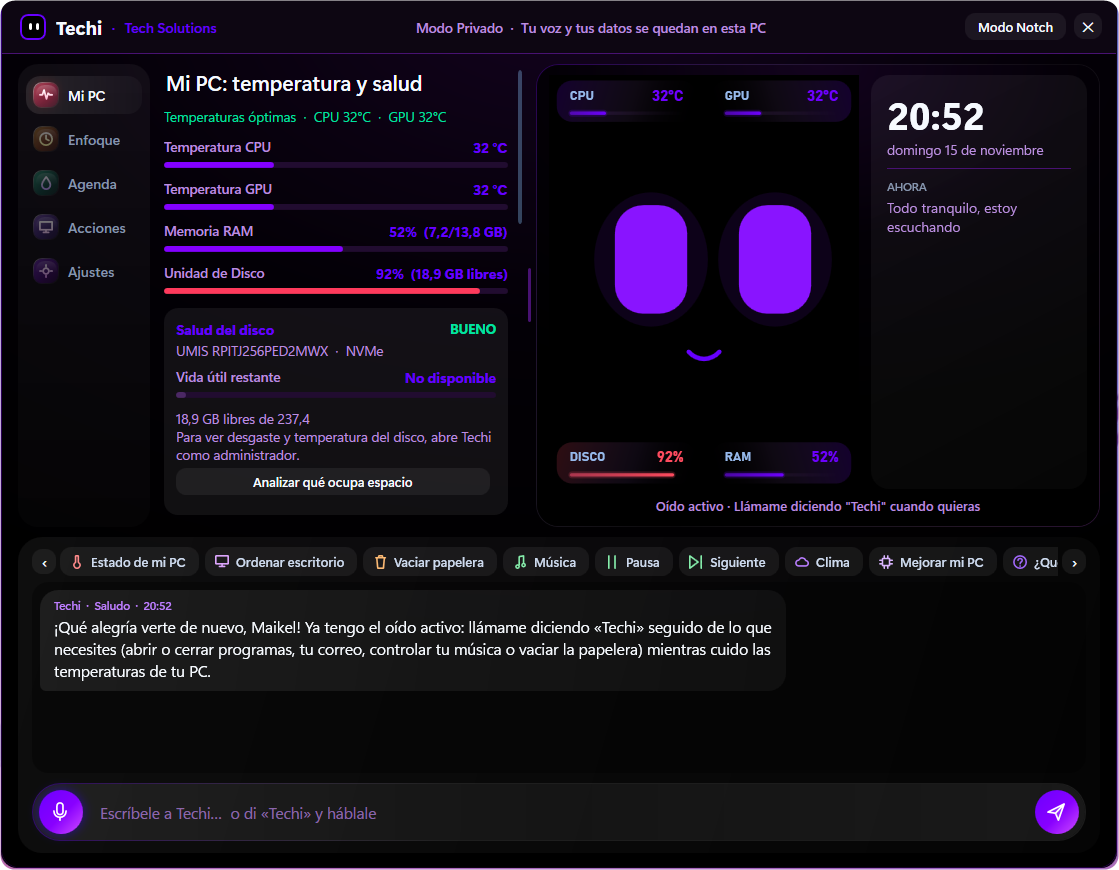 Techi · Tech Solutions
Modo Privado · Tu voz y tus datos se quedan en esta PC
Modo Notch
Mi PC
Enfoque
Agenda
Acciones
Ajustes
Mi PC: temperatura y salud
Temperaturas óptimas · CPU 32°C · GPU 32°C
Temperatura CPU 32 °C
Temperatura GPU 32 °C
Memoria RAM 52% (7,2/13,8 GB)
Unidad de Disco 92% (18,9 GB libres)
Salud del disco BUENO
UMIS RPITJ256PED2MWX · NVMe
Vida útil restante No disponible
18,9 GB libres de 237,4
Para ver desgaste y temperatura del disco, abre Techi
como administrador.
Analizar qué ocupa espacio
CPU 32°C GPU 32°C
DISCO 92% RAM 52%
20:52
domingo 15 de noviembre
AHORA
Todo tranquilo, estoy
escuchando
Oído activo · Llámame diciendo "Techi" cuando quieras
‹ Estado de mi PC Ordenar escritorio Vaciar papelera Música Pausa Siguiente Clima Mejorar mi PC ¿Qu ›
Techi · Saludo · 20:52
¡Qué alegría verte de nuevo, Maikel! Ya tengo el oído activo: llámame diciendo «Techi» seguido de lo que
necesites (abrir o cerrar programas, tu correo, controlar tu música o vaciar la papelera) mientras cuido las
temperaturas de tu PC.
Escríbele a Techi... o di «Techi» y háblale